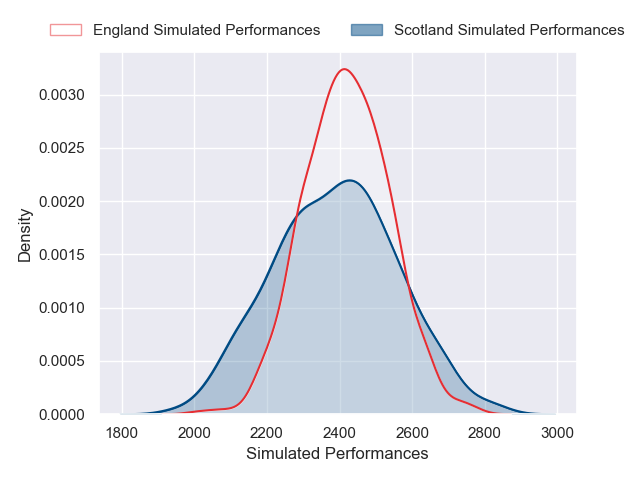 England Simulated Performances
Scotland Simulated Performances
0.0030
0.0025
0.0020
0.0015
0.0010
0.0005
0.0000
Density
1800 2000 2200 2400 2600 2800 3000
Simulated Performances